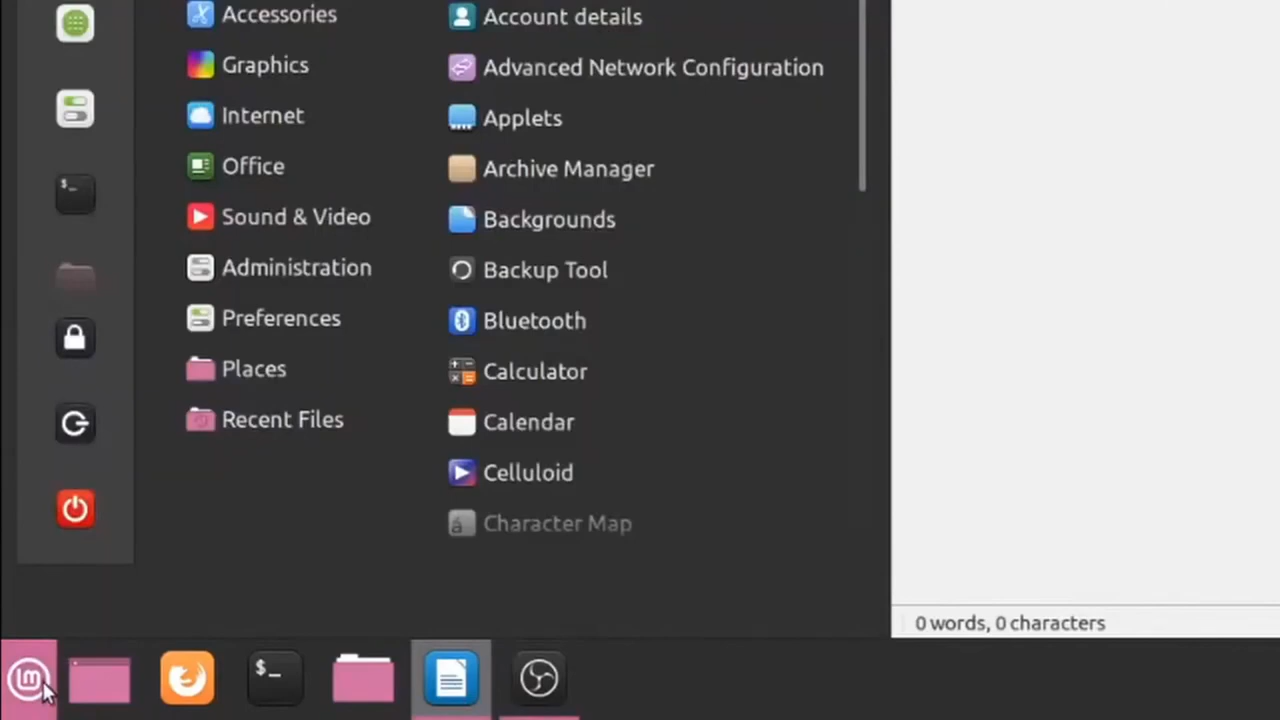 Accessories
Graphics
Internet
Office
Sound & Video
Administration
Preferences
Places
Recent Files
Account details
Advanced Network Configuration
Applets
Archive Manager
Backgrounds
Backup Tool
Bluetooth
Calculator
Calendar
Celluloid
Character Map
0 words, 0 characters